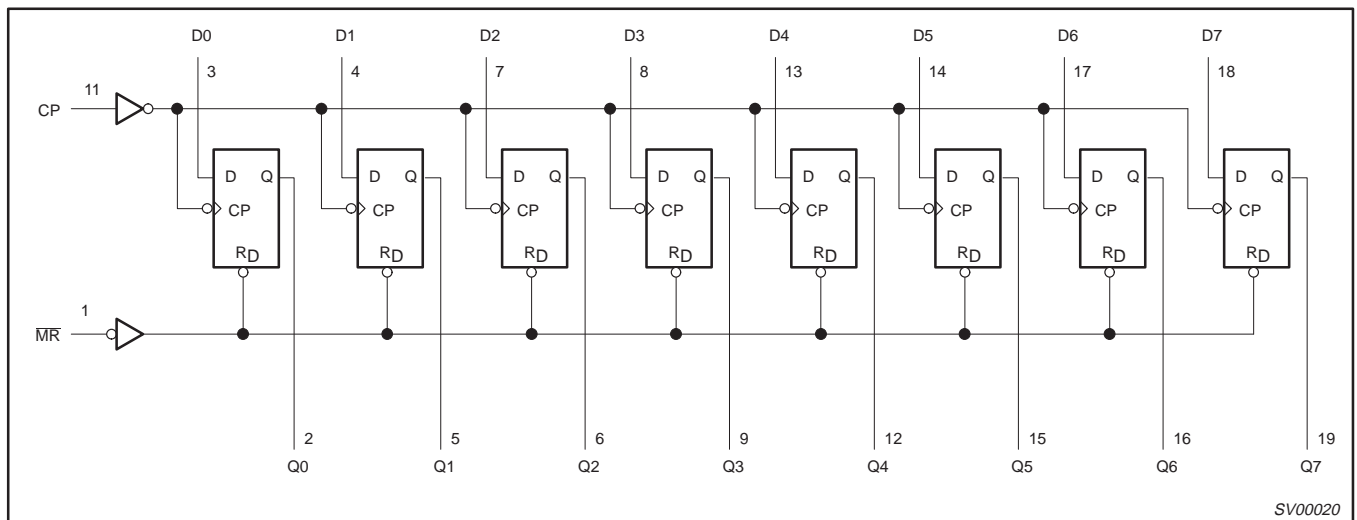 D0 D1 D2 D3 D4 D5 D6 D7
3 4 7 8 13 14 17 18
11
CP
D Q D Q D Q D Q D Q D Q D Q D Q
CP CP CP CP CP CP CP CP
RD RD RD RD RD RD RD RD
1
M̅R̅
2 5 6 9 12 15 16 19
Q0 Q1 Q2 Q3 Q4 Q5 Q6 Q7
SV00020